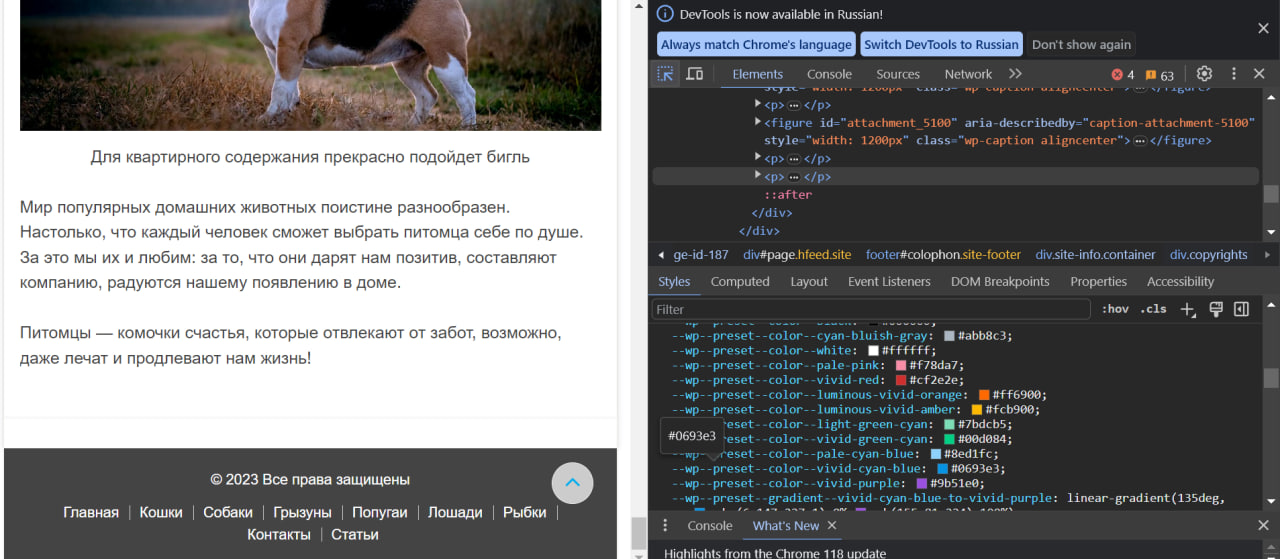 Для квартирного содержания прекрасно подойдет бигль
Мир популярных домашних животных поистине разнообразен.
Настолько, что каждый человек сможет выбрать питомца себе по душе.
За это мы их и любим: за то, что они дарят нам позитив, составляют
компанию, радуются нашему появлению в доме.
Питомцы — комочки счастья, которые отвлекают от забот, возможно,
даже лечат и продлевают нам жизнь!
© 2023 Все права защищены
Главная Кошки Собаки Грызуны Попугаи Лошади Рыбки
Контакты Статьи
DevTools is now available in Russian!
Always match Chrome's language Switch DevTools to Russian Don't show again
Elements Console Sources Network 4 63
style="width: 1200px" class="wp-caption aligncenter">…</figure>
<p>…</p>
<figure id="attachment_5100" aria-describedby="caption-attachment-5100"
style="width: 1200px" class="wp-caption aligncenter">…</figure>
<p>…</p>
<p>…</p>
::after
</div>
</div>
ge-id-187 div#page.hfeed.site footer#colophon.site-footer div.site-info.container div.copyrights
Styles Computed Layout Event Listeners DOM Breakpoints Properties Accessibility
Filter :hov .cls
--wp--preset--color--black: #000000;
--wp--preset--color--cyan-bluish-gray: #abb8c3;
--wp--preset--color--white: #ffffff;
--wp--preset--color--pale-pink: #f78da7;
--wp--preset--color--vivid-red: #cf2e2e;
--wp--preset--color--luminous-vivid-orange: #ff6900;
--wp--preset--color--luminous-vivid-amber: #fcb900;
preset--color--light-green-cyan: #7bdcb5;
#0693e3
preset--color--vivid-green-cyan: #00d084;
--wp--preset--color--pale-cyan-blue: #8ed1fc;
--wp--preset--color--vivid-cyan-blue: #0693e3;
--wp--preset--color--vivid-purple: #9b51e0;
--wp--preset--gradient--vivid-cyan-blue-to-vivid-purple: linear-gradient(135deg,
Console What's New
Highlights from the Chrome 118 update